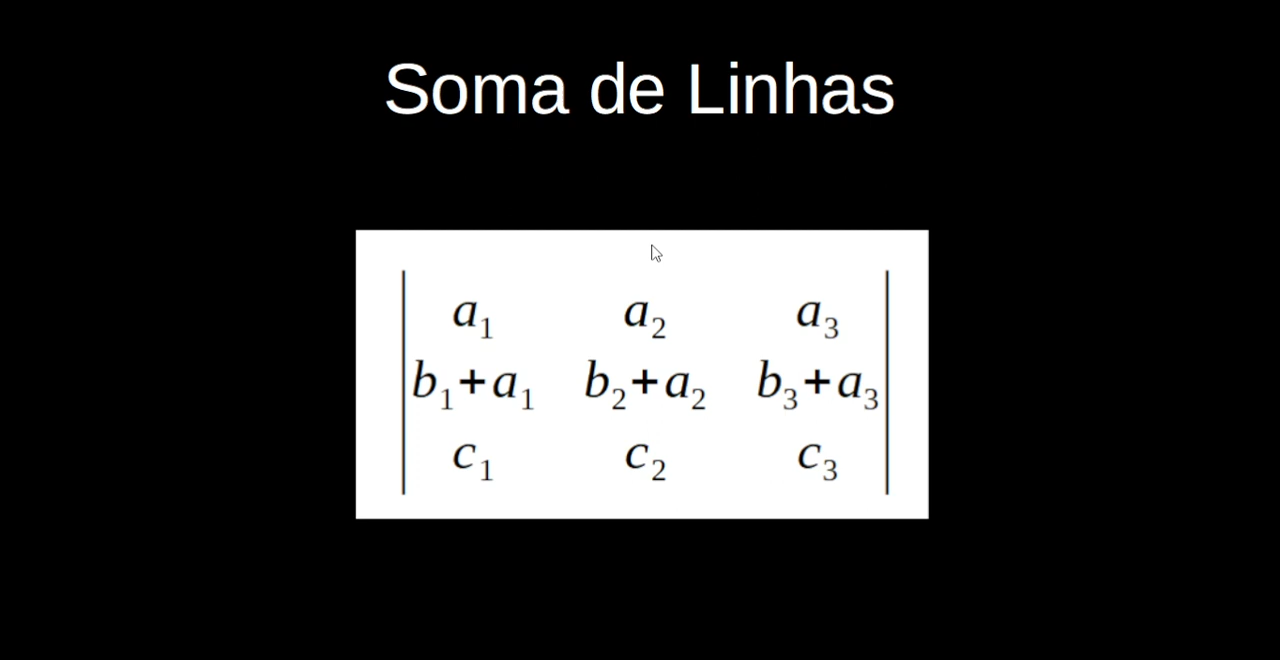 Soma de Linhas
a₁ a₂ a₃
b₁+a₁ b₂+a₂ b₃+a₃
c₁ c₂ c₃